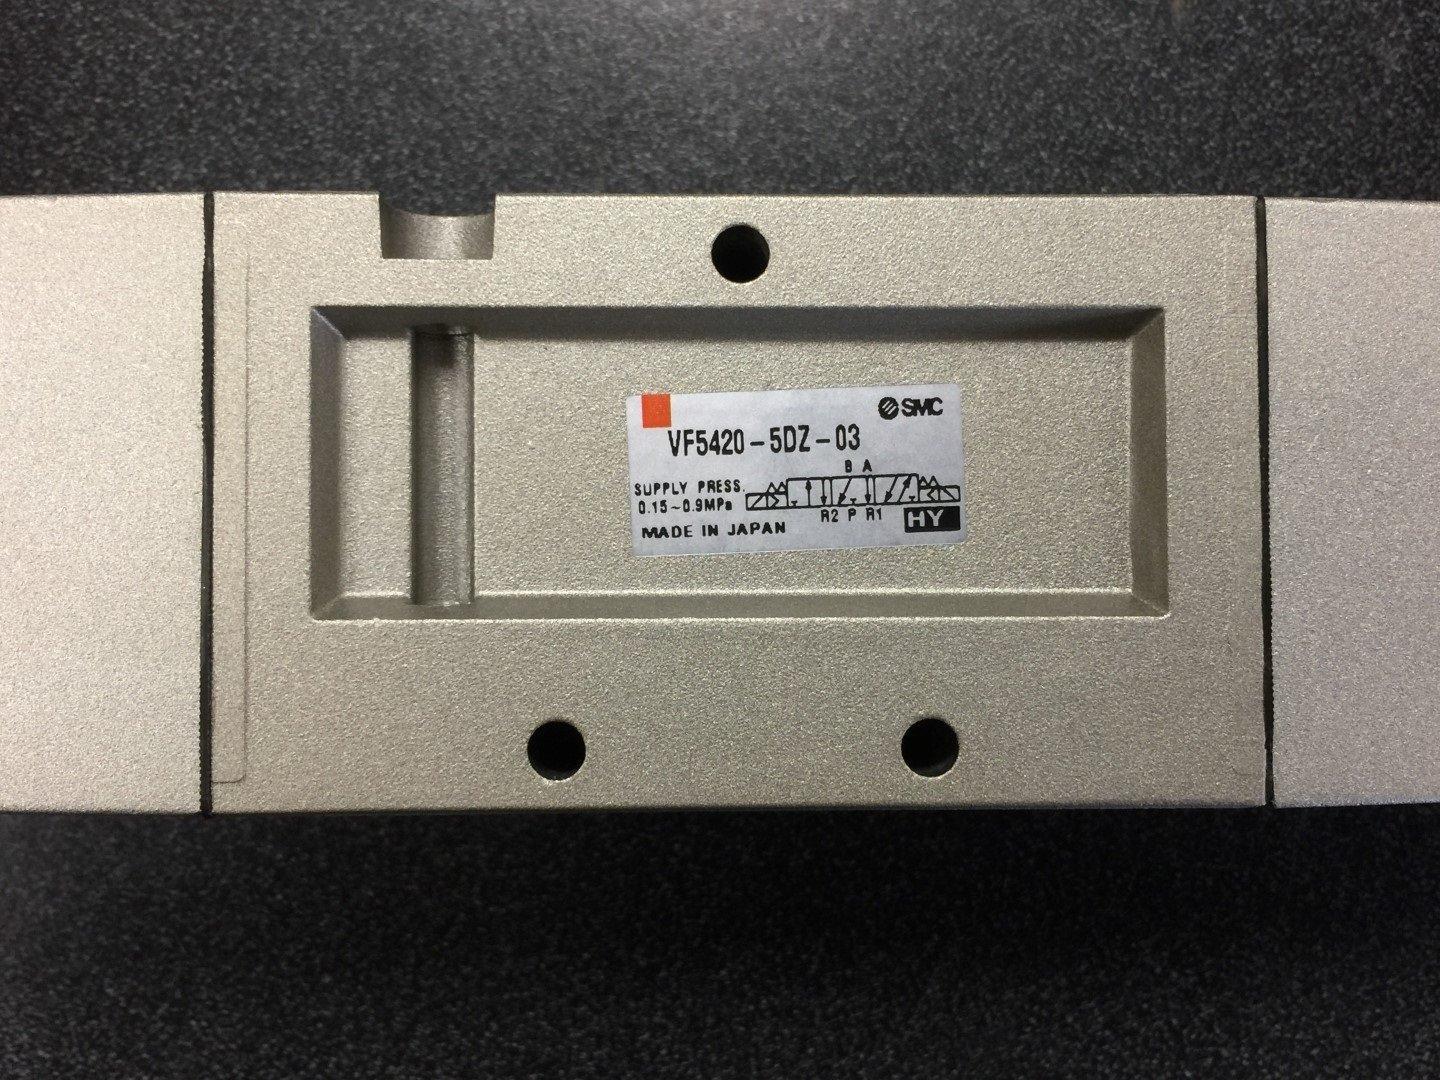 SMC
VF5420-5DZ-03
B A
SUPPLY PRESS.
0.15~0.9MPa
R2 P R1
HY
MADE IN JAPAN